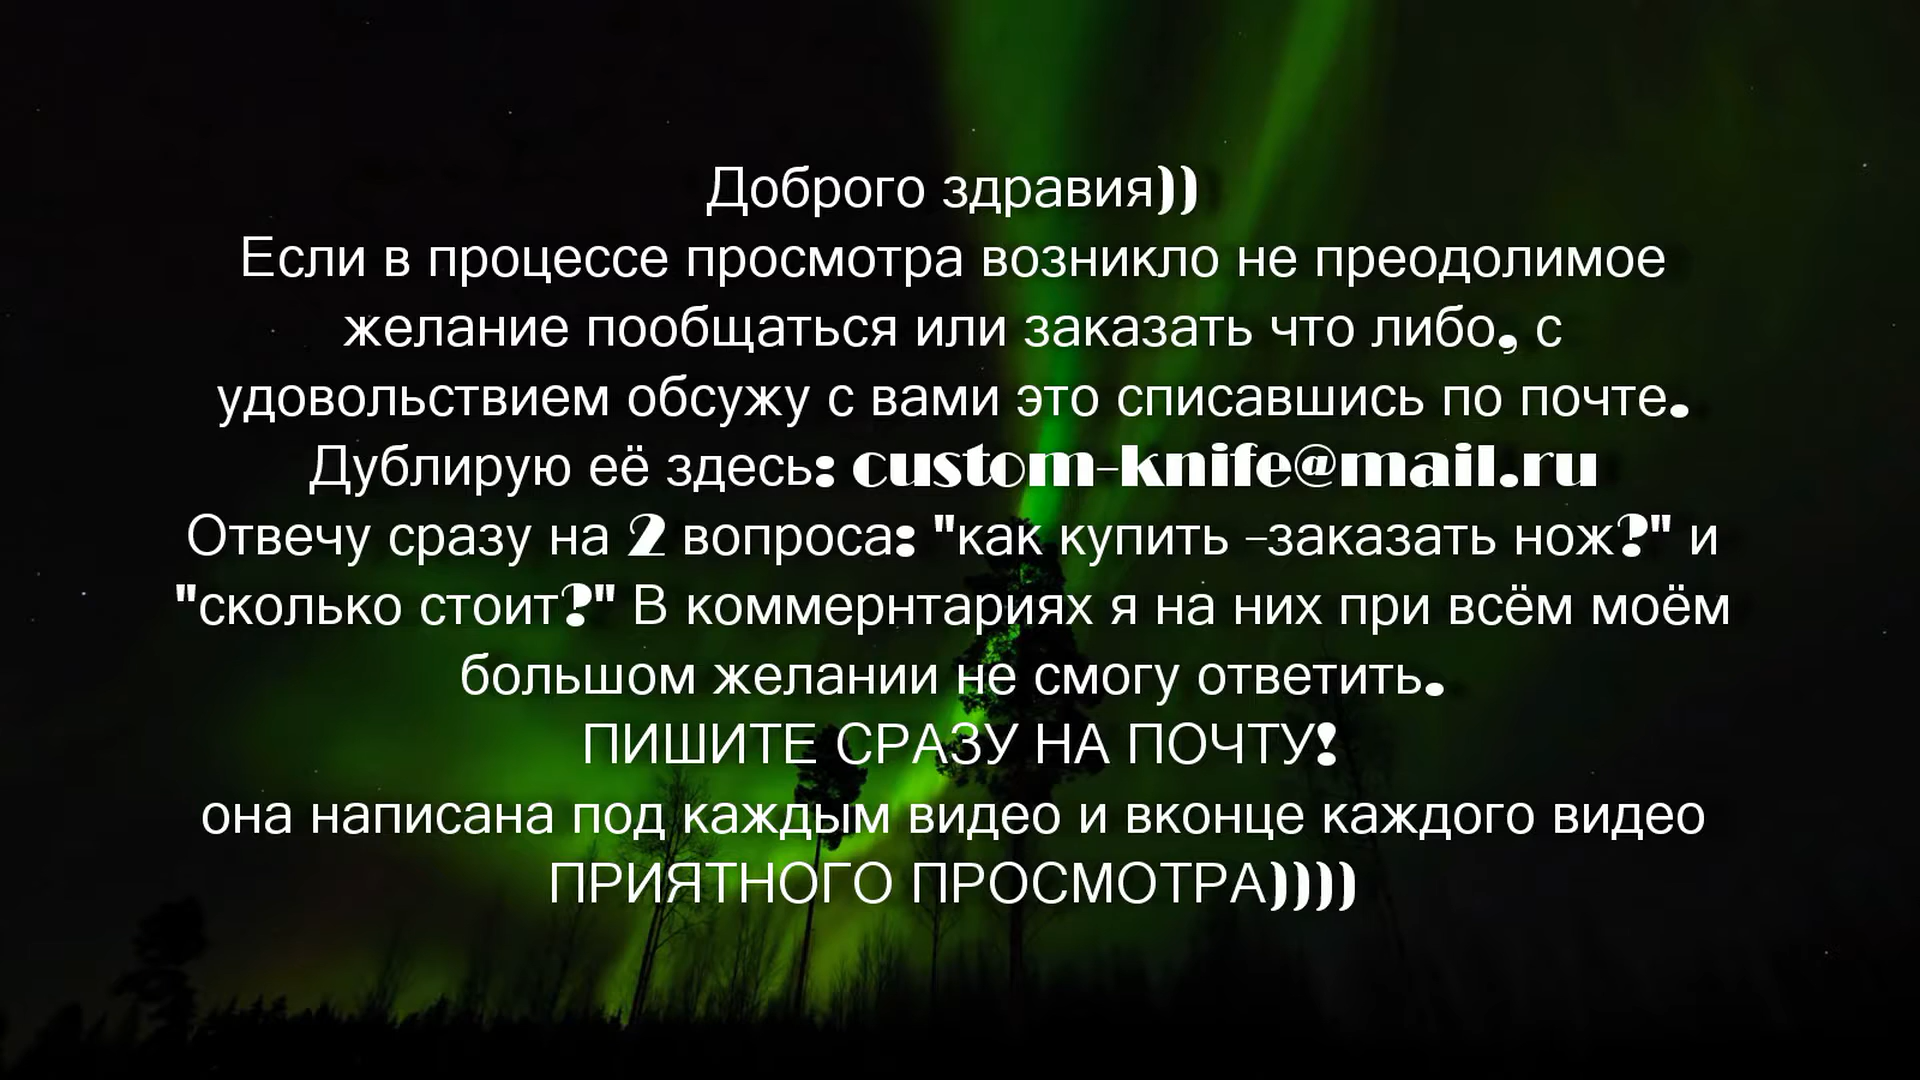 Доброго здравия))
Если в процессе просмотра возникло не преодолимое
желание пообщаться или заказать что либо, с
удовольствием обсужу с вами это списавшись по почте.
Дублирую её здесь: custom-knife@mail.ru
Отвечу сразу на 2 вопроса: "как купить -заказать нож?" и
"сколько стоит?" В коммернтариях я на них при всём моём
большом желании не смогу ответить.
ПИШИТЕ СРАЗУ НА ПОЧТУ!
она написана под каждым видео и вконце каждого видео
ПРИЯТНОГО ПРОСМОТРА))))